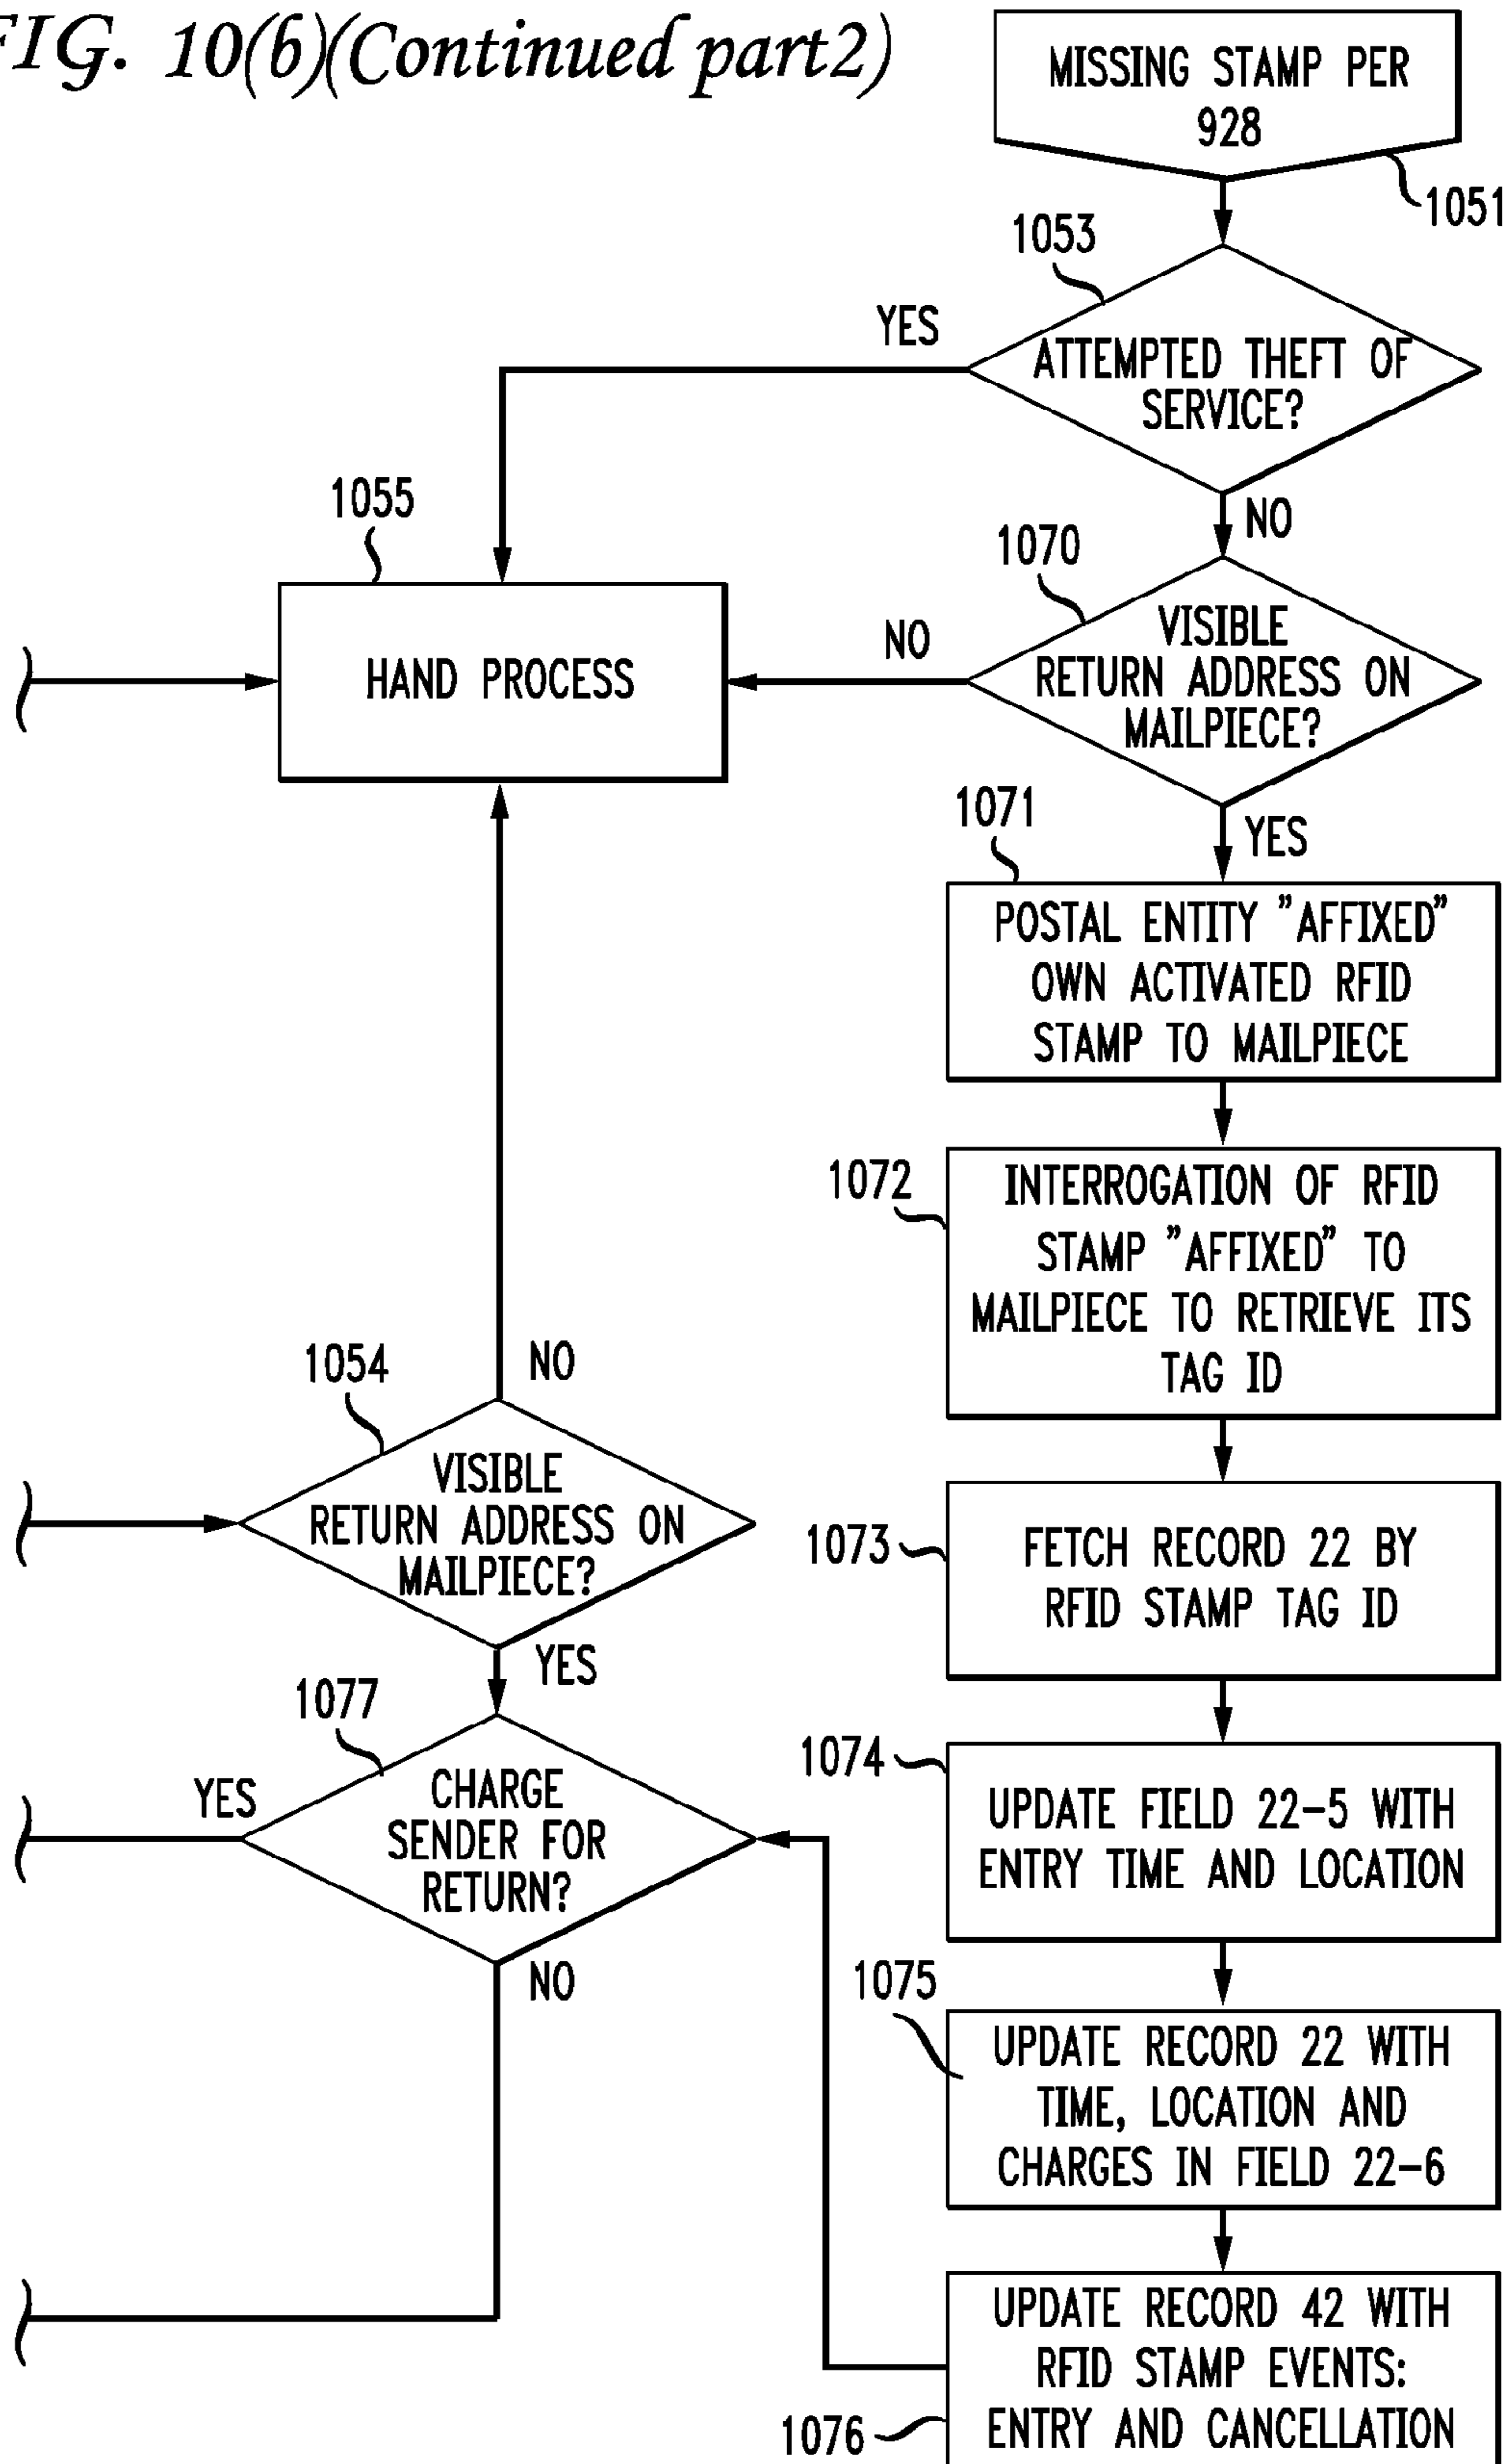 FIG. 10(b)(Continued part2)
MISSING STAMP PER
928
1051
1053
YES
ATTEMPTED THEFT OF
SERVICE?
NO
1055
HAND PROCESS
1070
NO
VISIBLE
RETURN ADDRESS ON
MAILPIECE?
YES
1071
POSTAL ENTITY "AFFIXED"
OWN ACTIVATED RFID
STAMP TO MAILPIECE
1072
INTERROGATION OF RFID
STAMP "AFFIXED" TO
MAILPIECE TO RETRIEVE ITS
TAG ID
1054
NO
VISIBLE
RETURN ADDRESS ON
MAILPIECE?
YES
1073
FETCH RECORD 22 BY
RFID STAMP TAG ID
1077
YES
CHARGE
SENDER FOR
RETURN?
NO
1074
UPDATE FIELD 22-5 WITH
ENTRY TIME AND LOCATION
1075
UPDATE RECORD 22 WITH
TIME, LOCATION AND
CHARGES IN FIELD 22-6
UPDATE RECORD 42 WITH
RFID STAMP EVENTS:
ENTRY AND CANCELLATION
1076